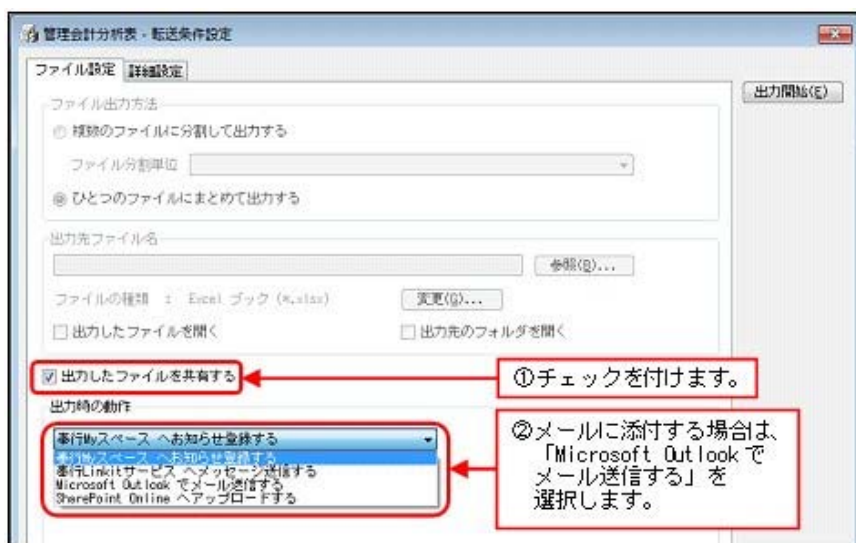 管理会計分析表 - 転送条件設定
ファイル設定 詳細設定
出力開始(E)
ファイル出力方法
複数のファイルに分割して出力する
ファイル分割単位
ひとつのファイルにまとめて出力する
出力先ファイル名
参照(B)...
ファイルの種類 : Excel ブック (*.xlsx)
変更(G)...
出力したファイルを開く
出力先のフォルダを開く
出力したファイルを共有する
①チェックを付けます。
出力時の動作
奉行Myスペース へお知らせ登録する
奉行Myスペース へお知らせ登録する
奉行Linkitサービス へメッセージ送信する
Microsoft Outlook でメール送信する
SharePoint Online へアップロードする
②メールに添付する場合は、
「Microsoft Outlook で
メール送信する」を
選択します。